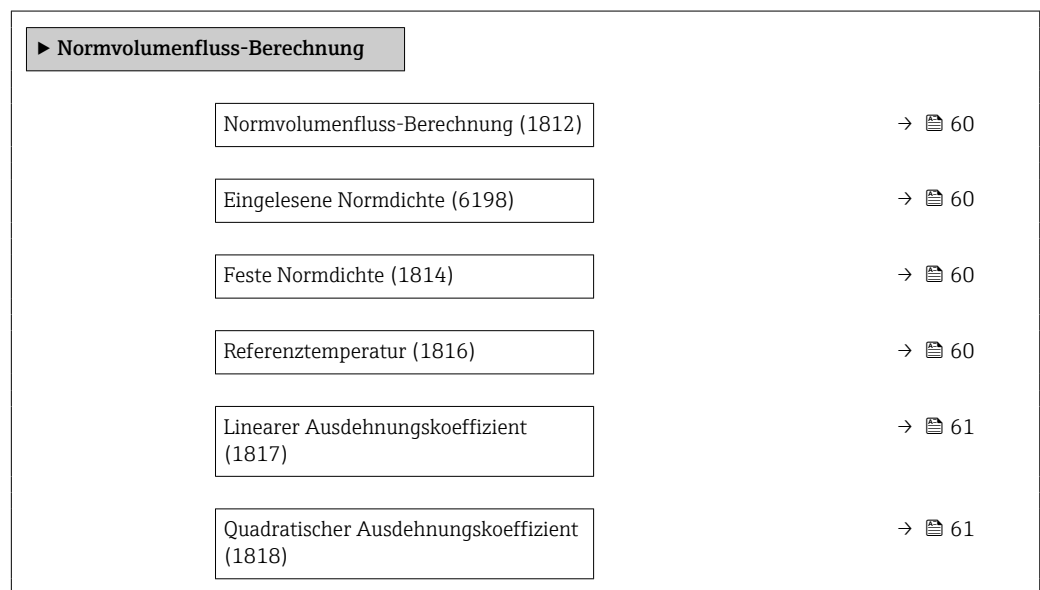 ▶ Normvolumenfluss-Berechnung
Normvolumenfluss-Berechnung (1812) → 60
Eingelesene Normdichte (6198) → 60
Feste Normdichte (1814) → 60
Referenztemperatur (1816) → 60
Linearer Ausdehnungskoeffizient → 61
(1817)
Quadratischer Ausdehnungskoeffizient → 61
(1818)